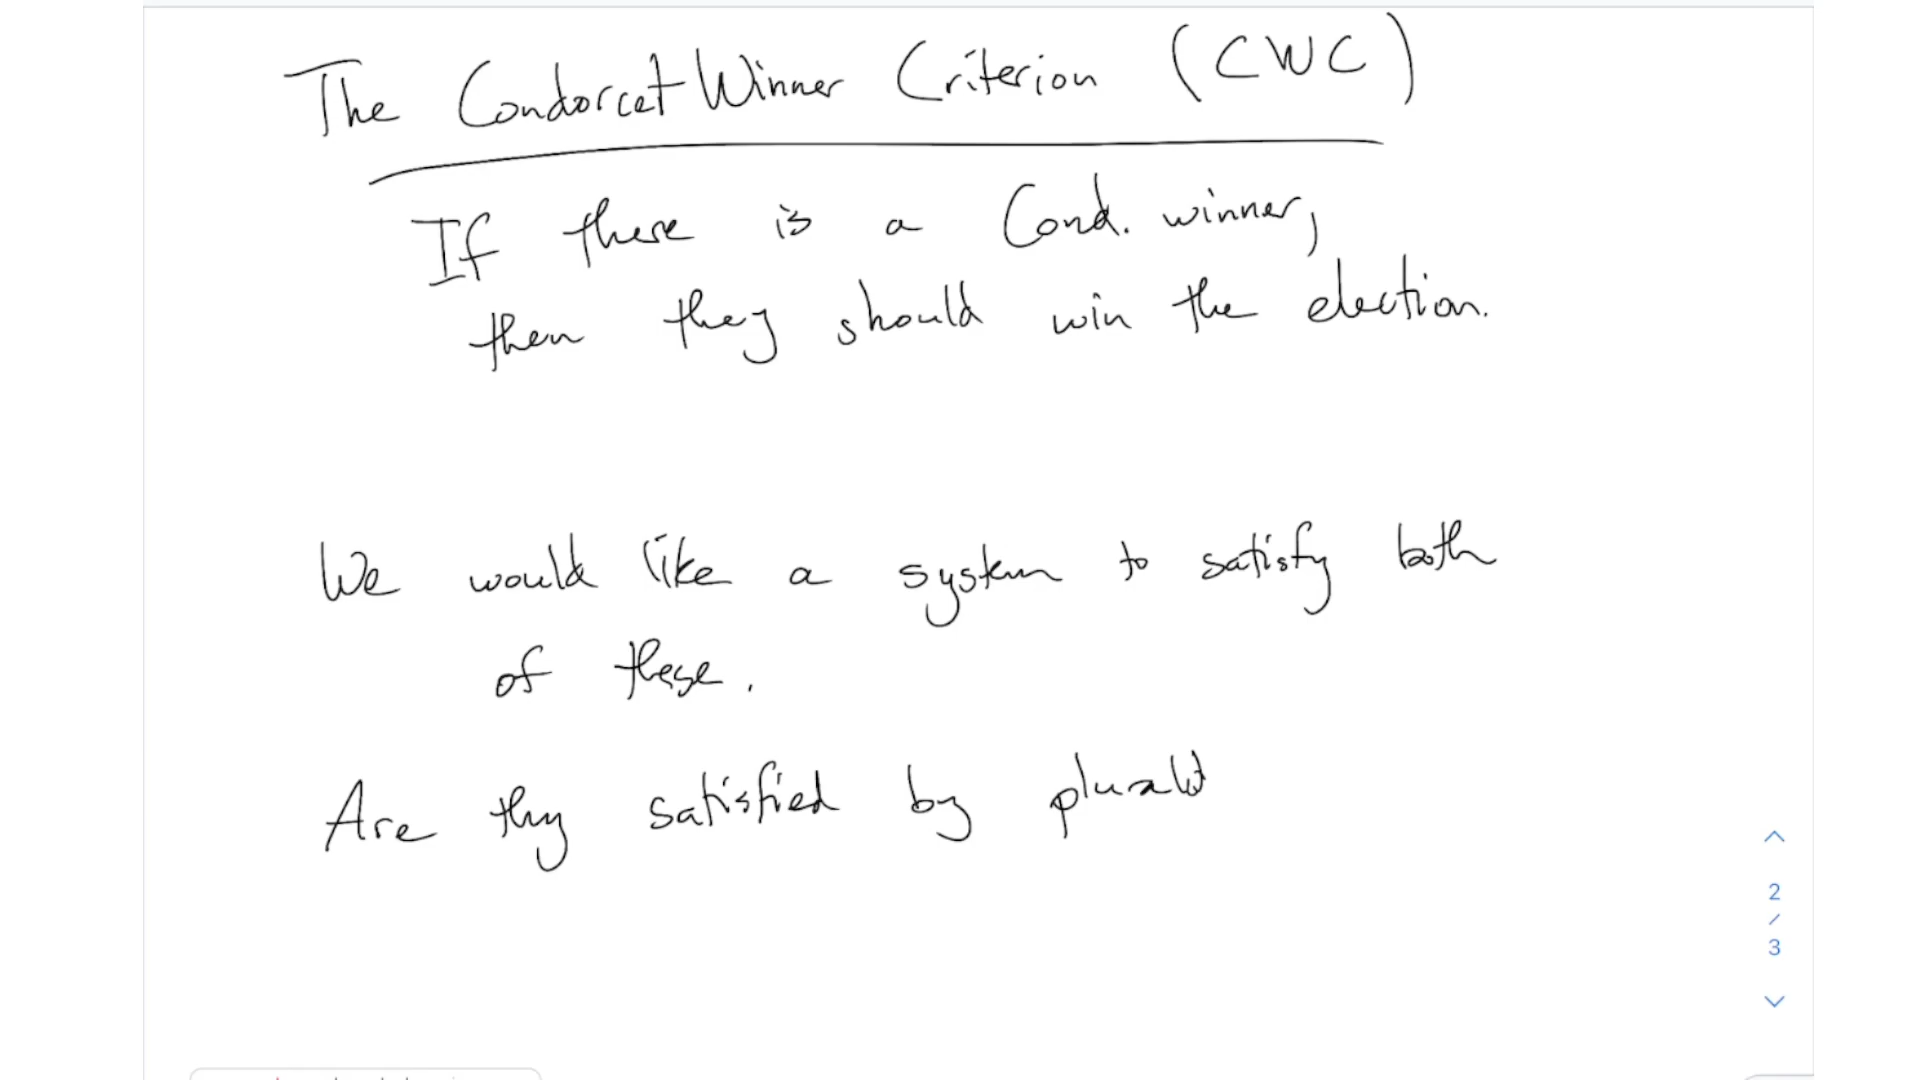 The Condorcet Winner Criterion (CWC)
If there is a Cond. winner,
then they should win the election.
We would like a system to satisfy both
of these.
Are they satisfied by
2
/
3